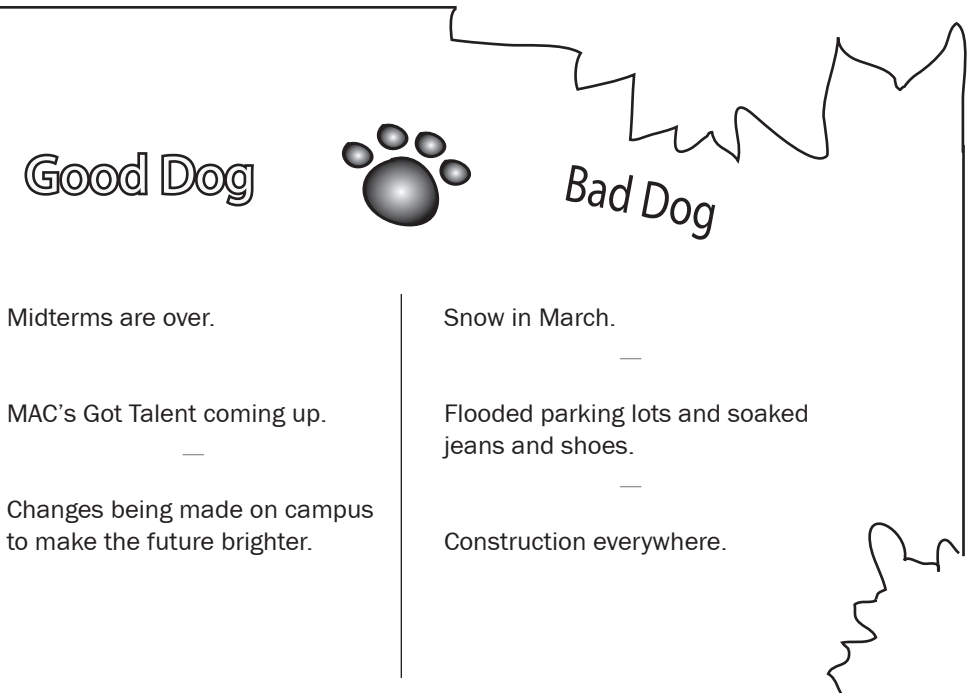 Good Dog
Bad Dog
Midterms are over.
MAC’s Got Talent coming up.
—
Changes being made on campus
to make the future brighter.
Snow in March.
—
Flooded parking lots and soaked
jeans and shoes.
—
Construction everywhere.